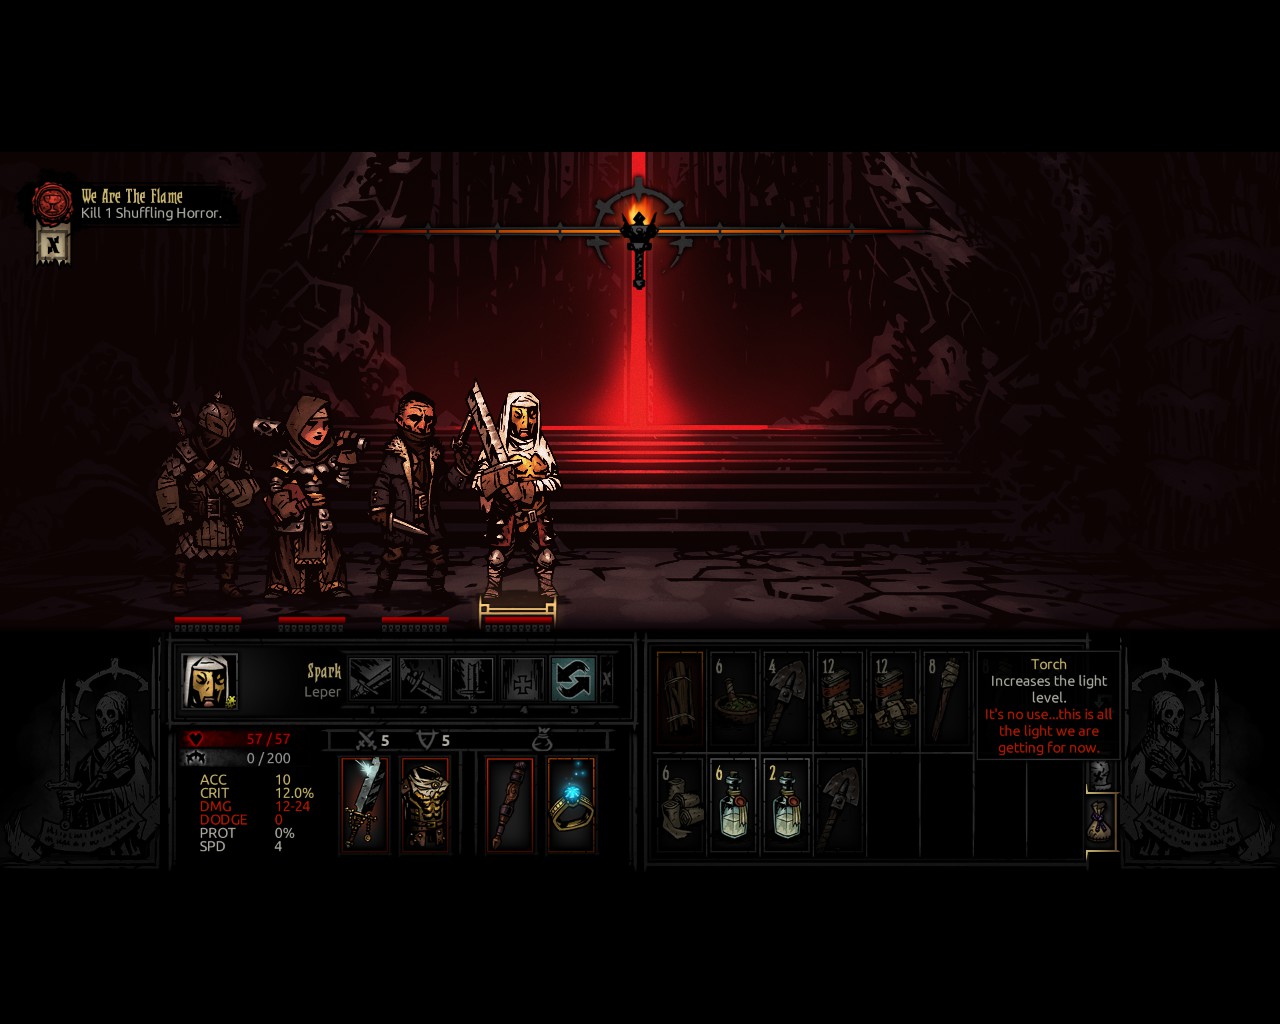 We Are The Flame
Kill 1 Shuffling Horror.
X
Spark
Leper
1 2 3 4 5
X
57 / 57
0 / 200
5 5
ACC 10
CRIT 12.0%
DMG 12-24
DODGE 0
PROT 0%
SPD 4
6 4 12 12 8
6 6 2
Torch
Increases the light
level.
It's no use...this is all
the light we are
getting for now.